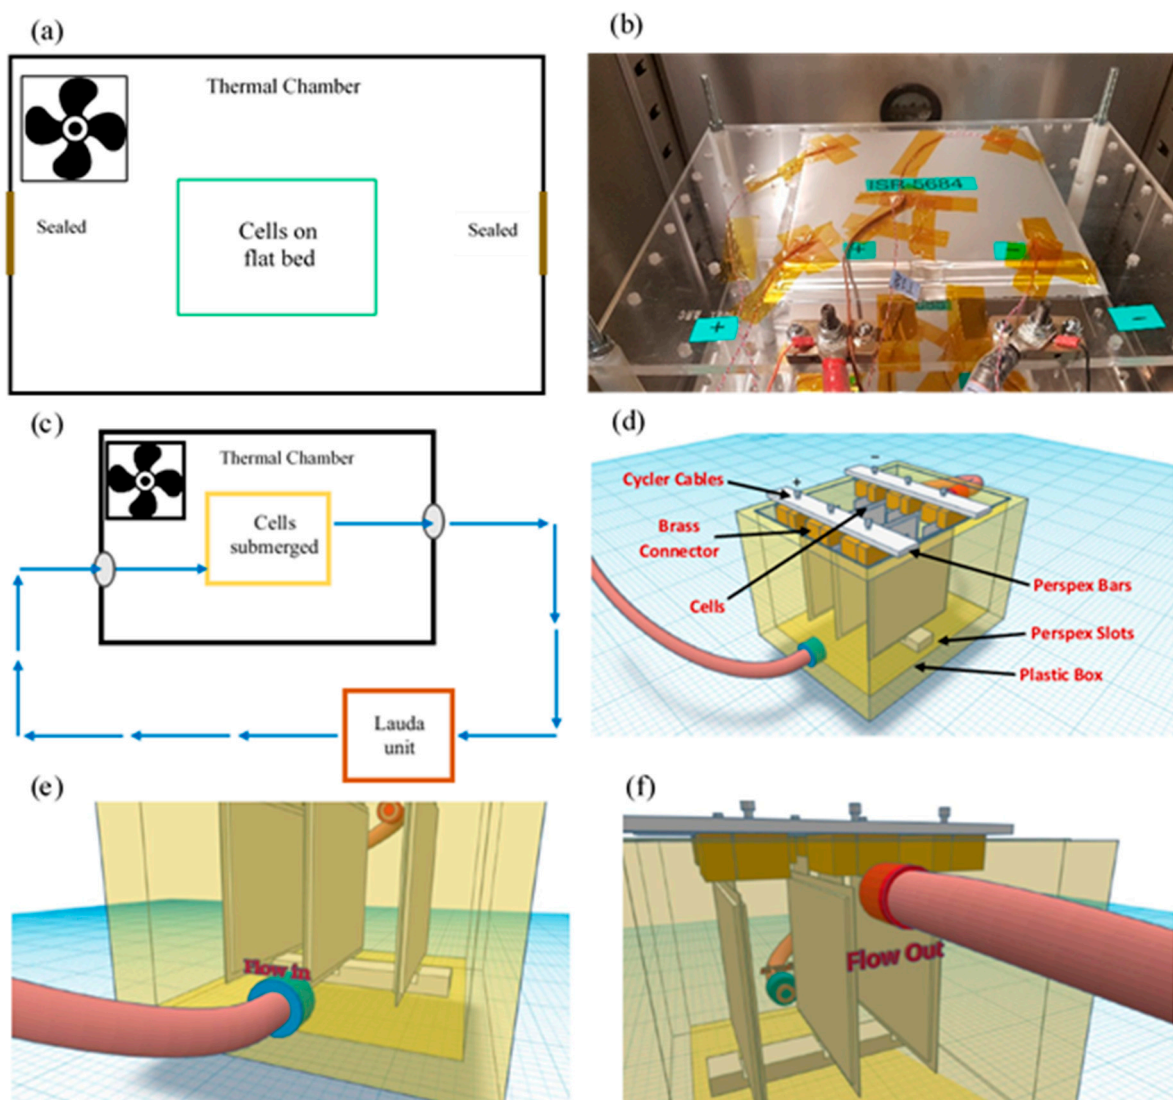 (a)
Thermal Chamber
Sealed
Cells on
flat bed
Sealed
(b)
ISR-5684
+
-
+
-
(c)
Thermal Chamber
Cells
submerged
Lauda
unit
(d)
Cycler Cables
+
-
Brass
Connector
Cells
Perspex Bars
Perspex Slots
Plastic Box
(e)
Flow In
(f)
Flow Out